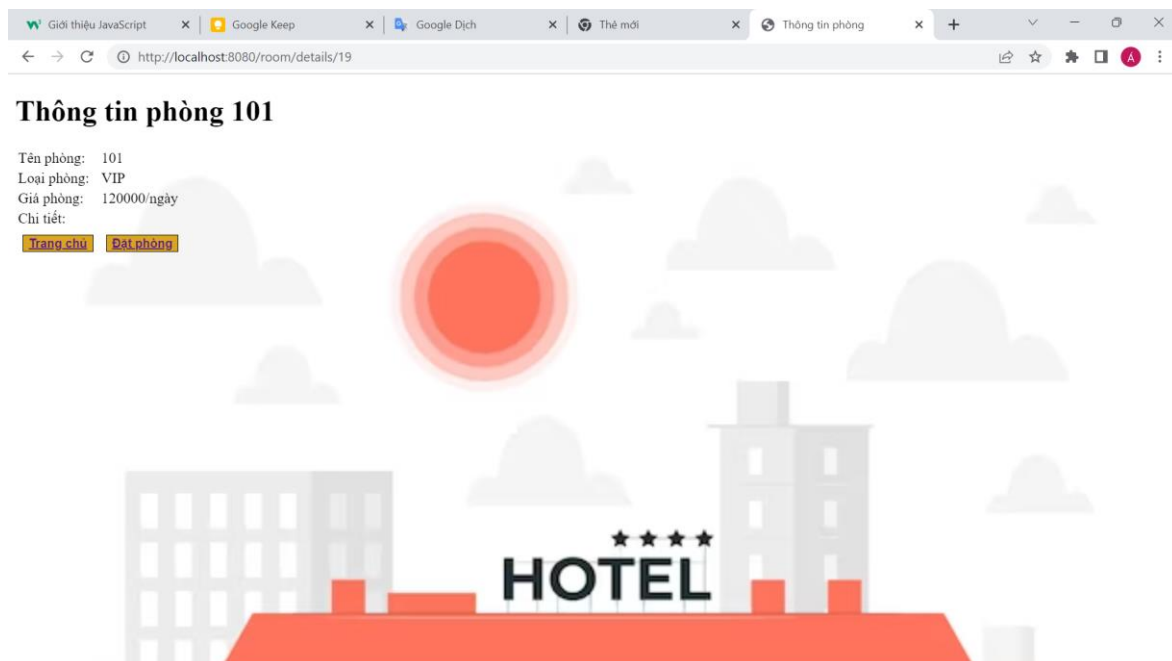 Giới thiệu JavaScript
Google Keep
Google Dịch
Thẻ mới
Thông tin phòng
http://localhost:8080/room/details/19
A
Thông tin phòng 101
Tên phòng: 101
Loại phòng: VIP
Giá phòng: 120000/ngày
Chi tiết:
Trang chủ Đặt phòng
HOTEL